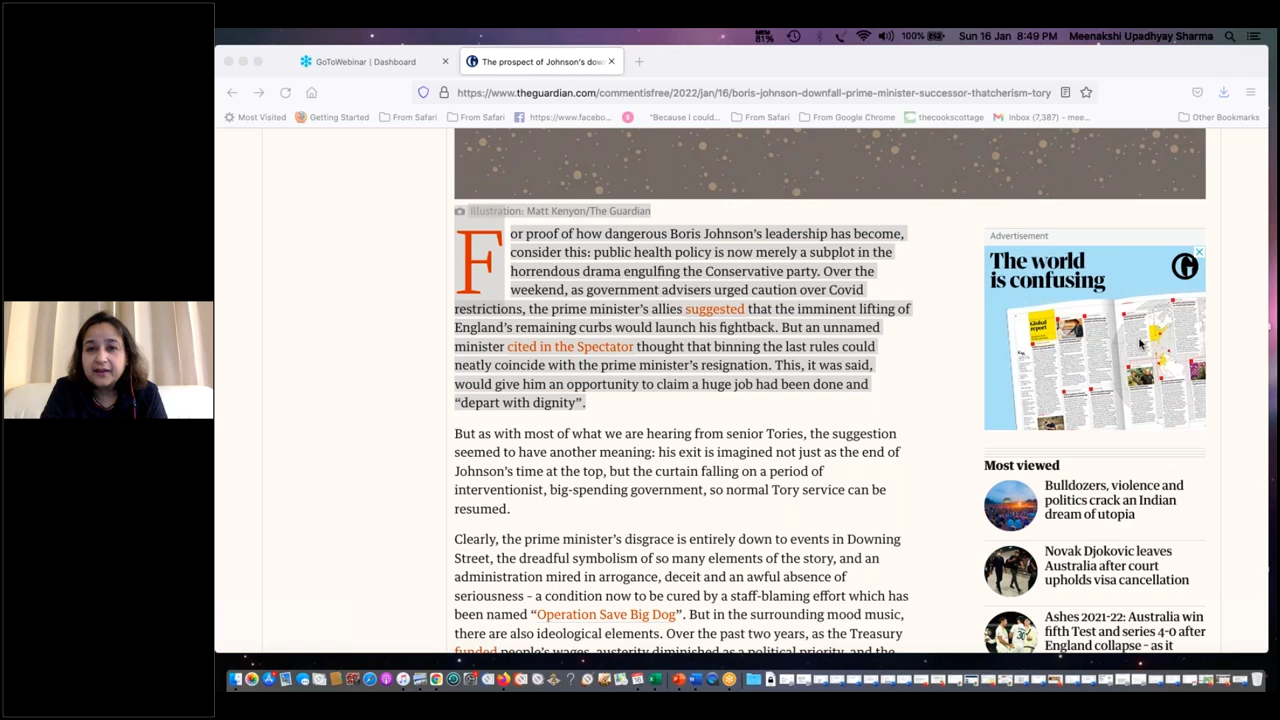 MEM
81%
100%
Sun 16 Jan 8:49 PM
Meenakshi Upadhyay Sharma
GoToWebinar | Dashboard
The prospect of Johnson's dow
https://www.theguardian.com/commentisfree/2022/jan/16/boris-johnson-downfall-prime-minister-successor-thatcherism-tory
Most Visited
Getting Started
From Safari
From Safari
https://www.facebo...
"Because I could...
From Safari
From Google Chrome
thecookscottage
Inbox (7,387) – mee...
Other Bookmarks
Illustration: Matt Kenyon/The Guardian
For proof of how dangerous Boris Johnson’s leadership has become,
consider this: public health policy is now merely a subplot in the
horrendous drama engulfing the Conservative party. Over the
weekend, as government advisers urged caution over Covid
restrictions, the prime minister’s allies suggested that the imminent lifting of
England’s remaining curbs would launch his fightback. But an unnamed
minister cited in the Spectator thought that binning the last rules could
neatly coincide with the prime minister’s resignation. This, it was said,
would give him an opportunity to claim a huge job had been done and
“depart with dignity”.
But as with most of what we are hearing from senior Tories, the suggestion
seemed to have another meaning: his exit is imagined not just as the end of
Johnson’s time at the top, but the curtain falling on a period of
interventionist, big-spending government, so normal Tory service can be
resumed.
Clearly, the prime minister’s disgrace is entirely down to events in Downing
Street, the dreadful symbolism of so many elements of the story, and an
administration mired in arrogance, deceit and an awful absence of
seriousness – a condition now to be cured by a staff-blaming effort which has
been named “Operation Save Big Dog”. But in the surrounding mood music,
there are also ideological elements. Over the past two years, as the Treasury
funded people’s wages, austerity diminished as a political priority, and the
Advertisement
The world
is confusing
Global
report
Most viewed
Bulldozers, violence and
politics crack an Indian
dream of utopia
Novak Djokovic leaves
Australia after court
upholds visa cancellation
Ashes 2021-22: Australia win
fifth Test and series 4-0 after
England collapse – as it